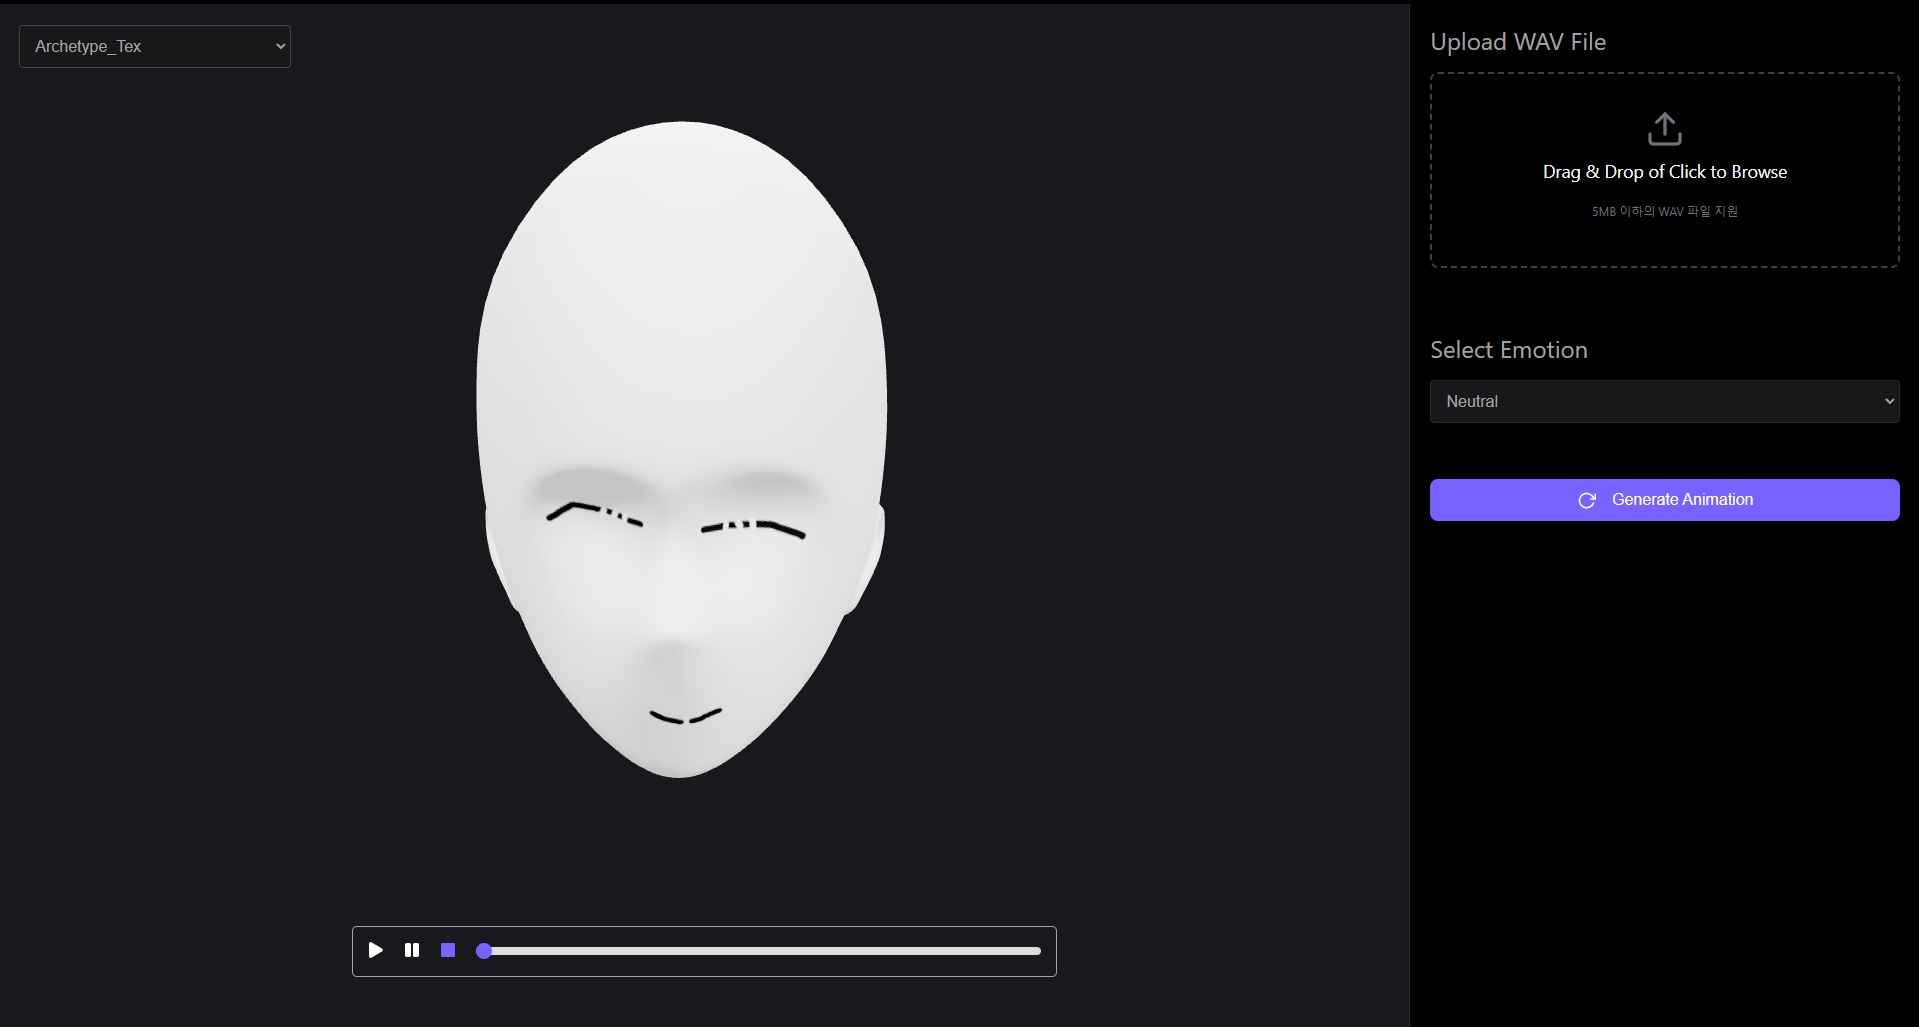 Archetype_Tex
Upload WAV File
Drag & Drop of Click to Browse
5MB 이하의 WAV 파일 지원
Select Emotion
Neutral
Generate Animation